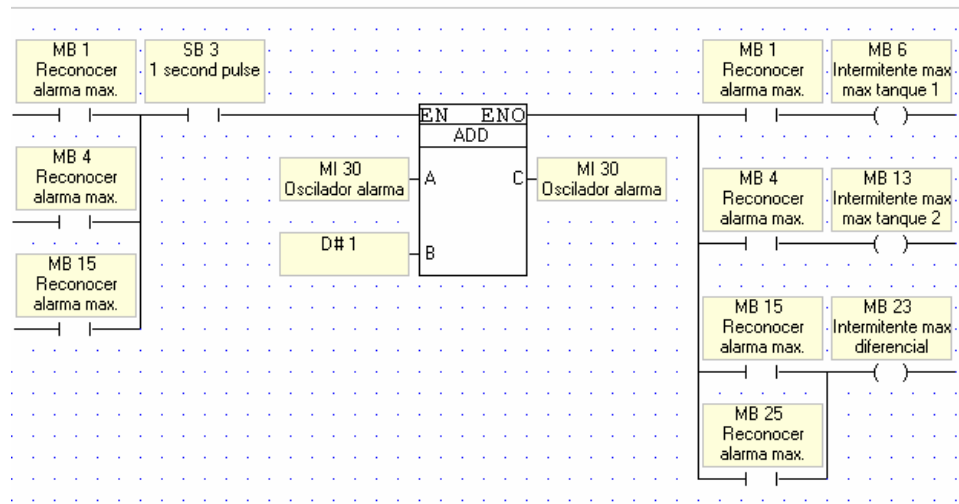 MB 1
Reconocer
alarma max.
SB 3
1 second pulse
MB 1
Reconocer
alarma max.
MB 6
Intermitente max
max tanque 1
EN ENO
ADD
MB 4
Reconocer
alarma max.
MI 30
Oscilador alarma
A
C
MI 30
Oscilador alarma
MB 4
Reconocer
alarma max.
MB 13
Intermitente max
max tanque 2
D# 1
B
MB 15
Reconocer
alarma max.
MB 15
Reconocer
alarma max.
MB 23
Intermitente max
diferencial
MB 25
Reconocer
alarma max.